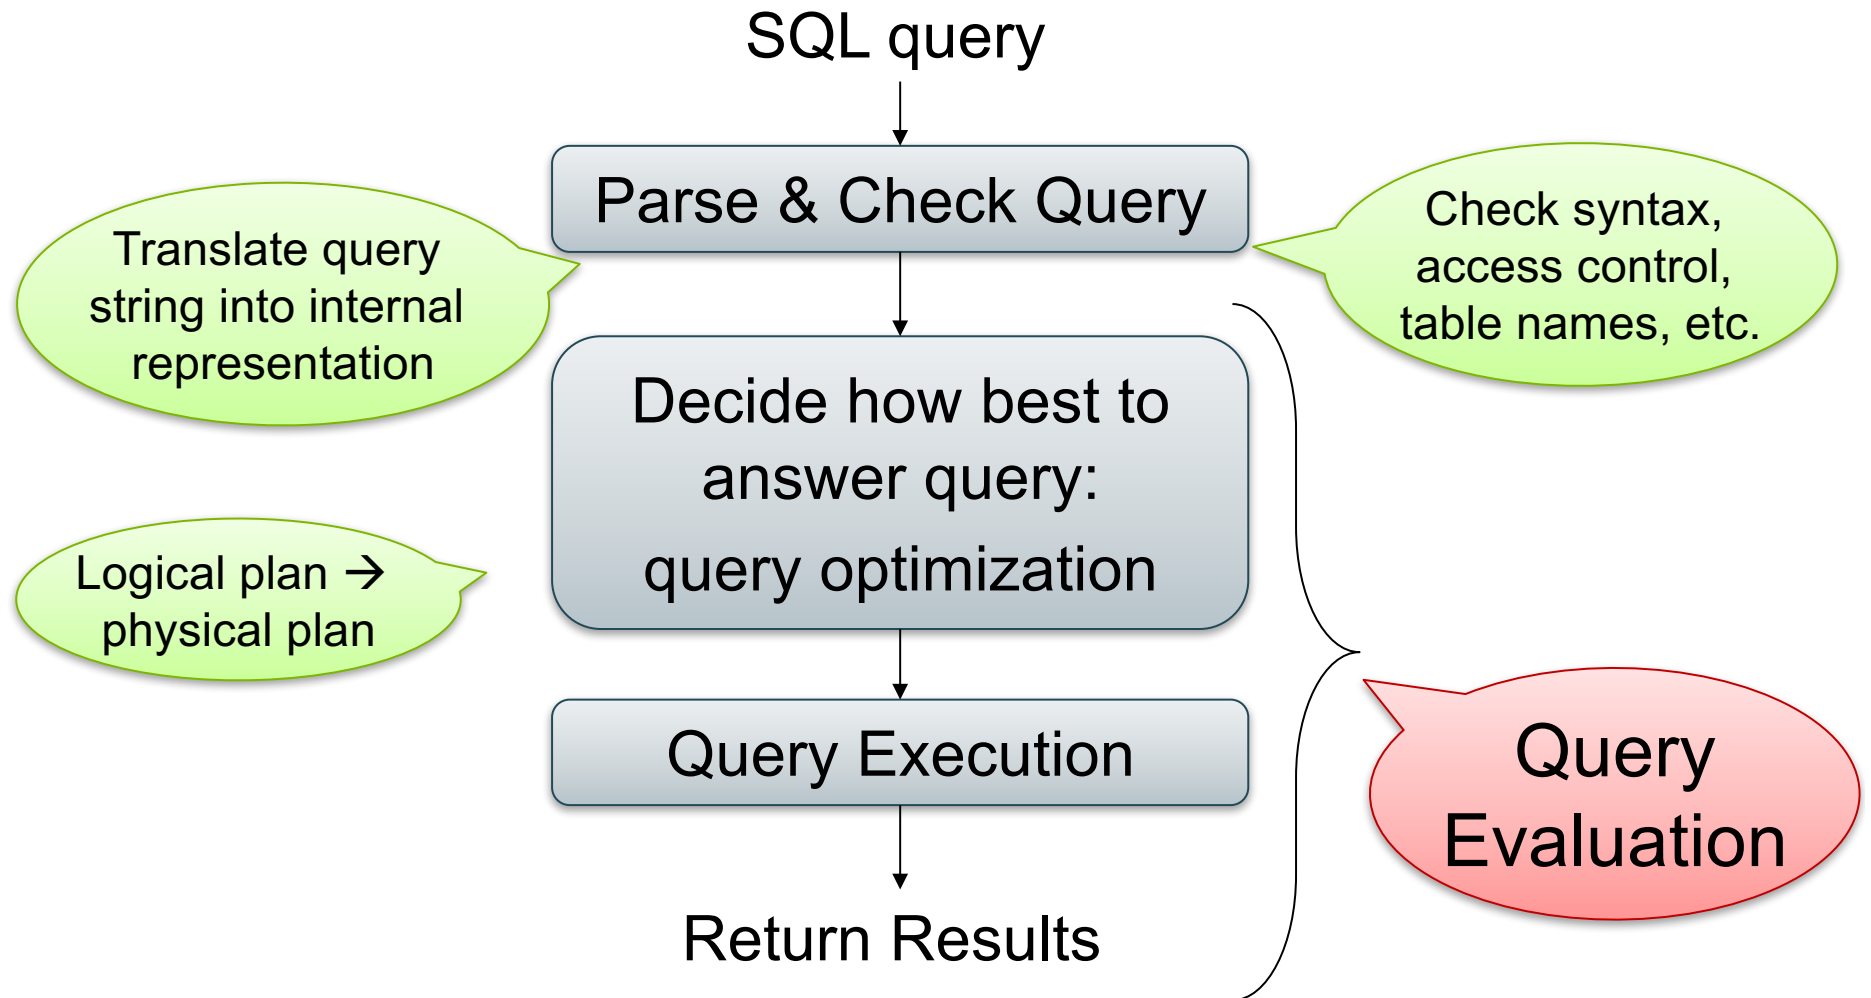 SQL query
Parse & Check Query
Translate query
string into internal
representation
Check syntax,
access control,
table names, etc.
Decide how best to
answer query:
query optimization
Logical plan →
physical plan
Query Execution
Query
Evaluation
Return Results